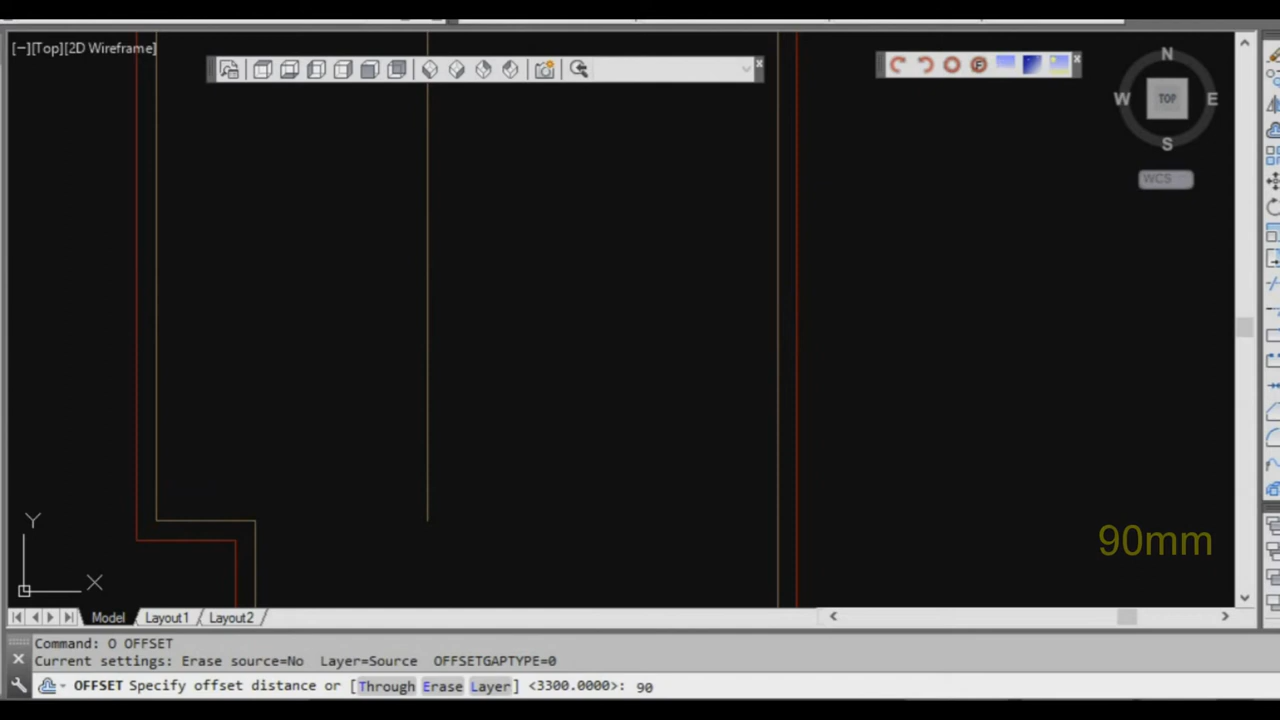 [−][Top][2D Wireframe]
N
W
TOP
E
S
WCS
Y
X
90mm
Model
Layout1
Layout2
Command: O OFFSET
Current settings: Erase source=No  Layer=Source  OFFSETGAPTYPE=0
OFFSET Specify offset distance or [Through Erase Layer] <3300.0000>: 90